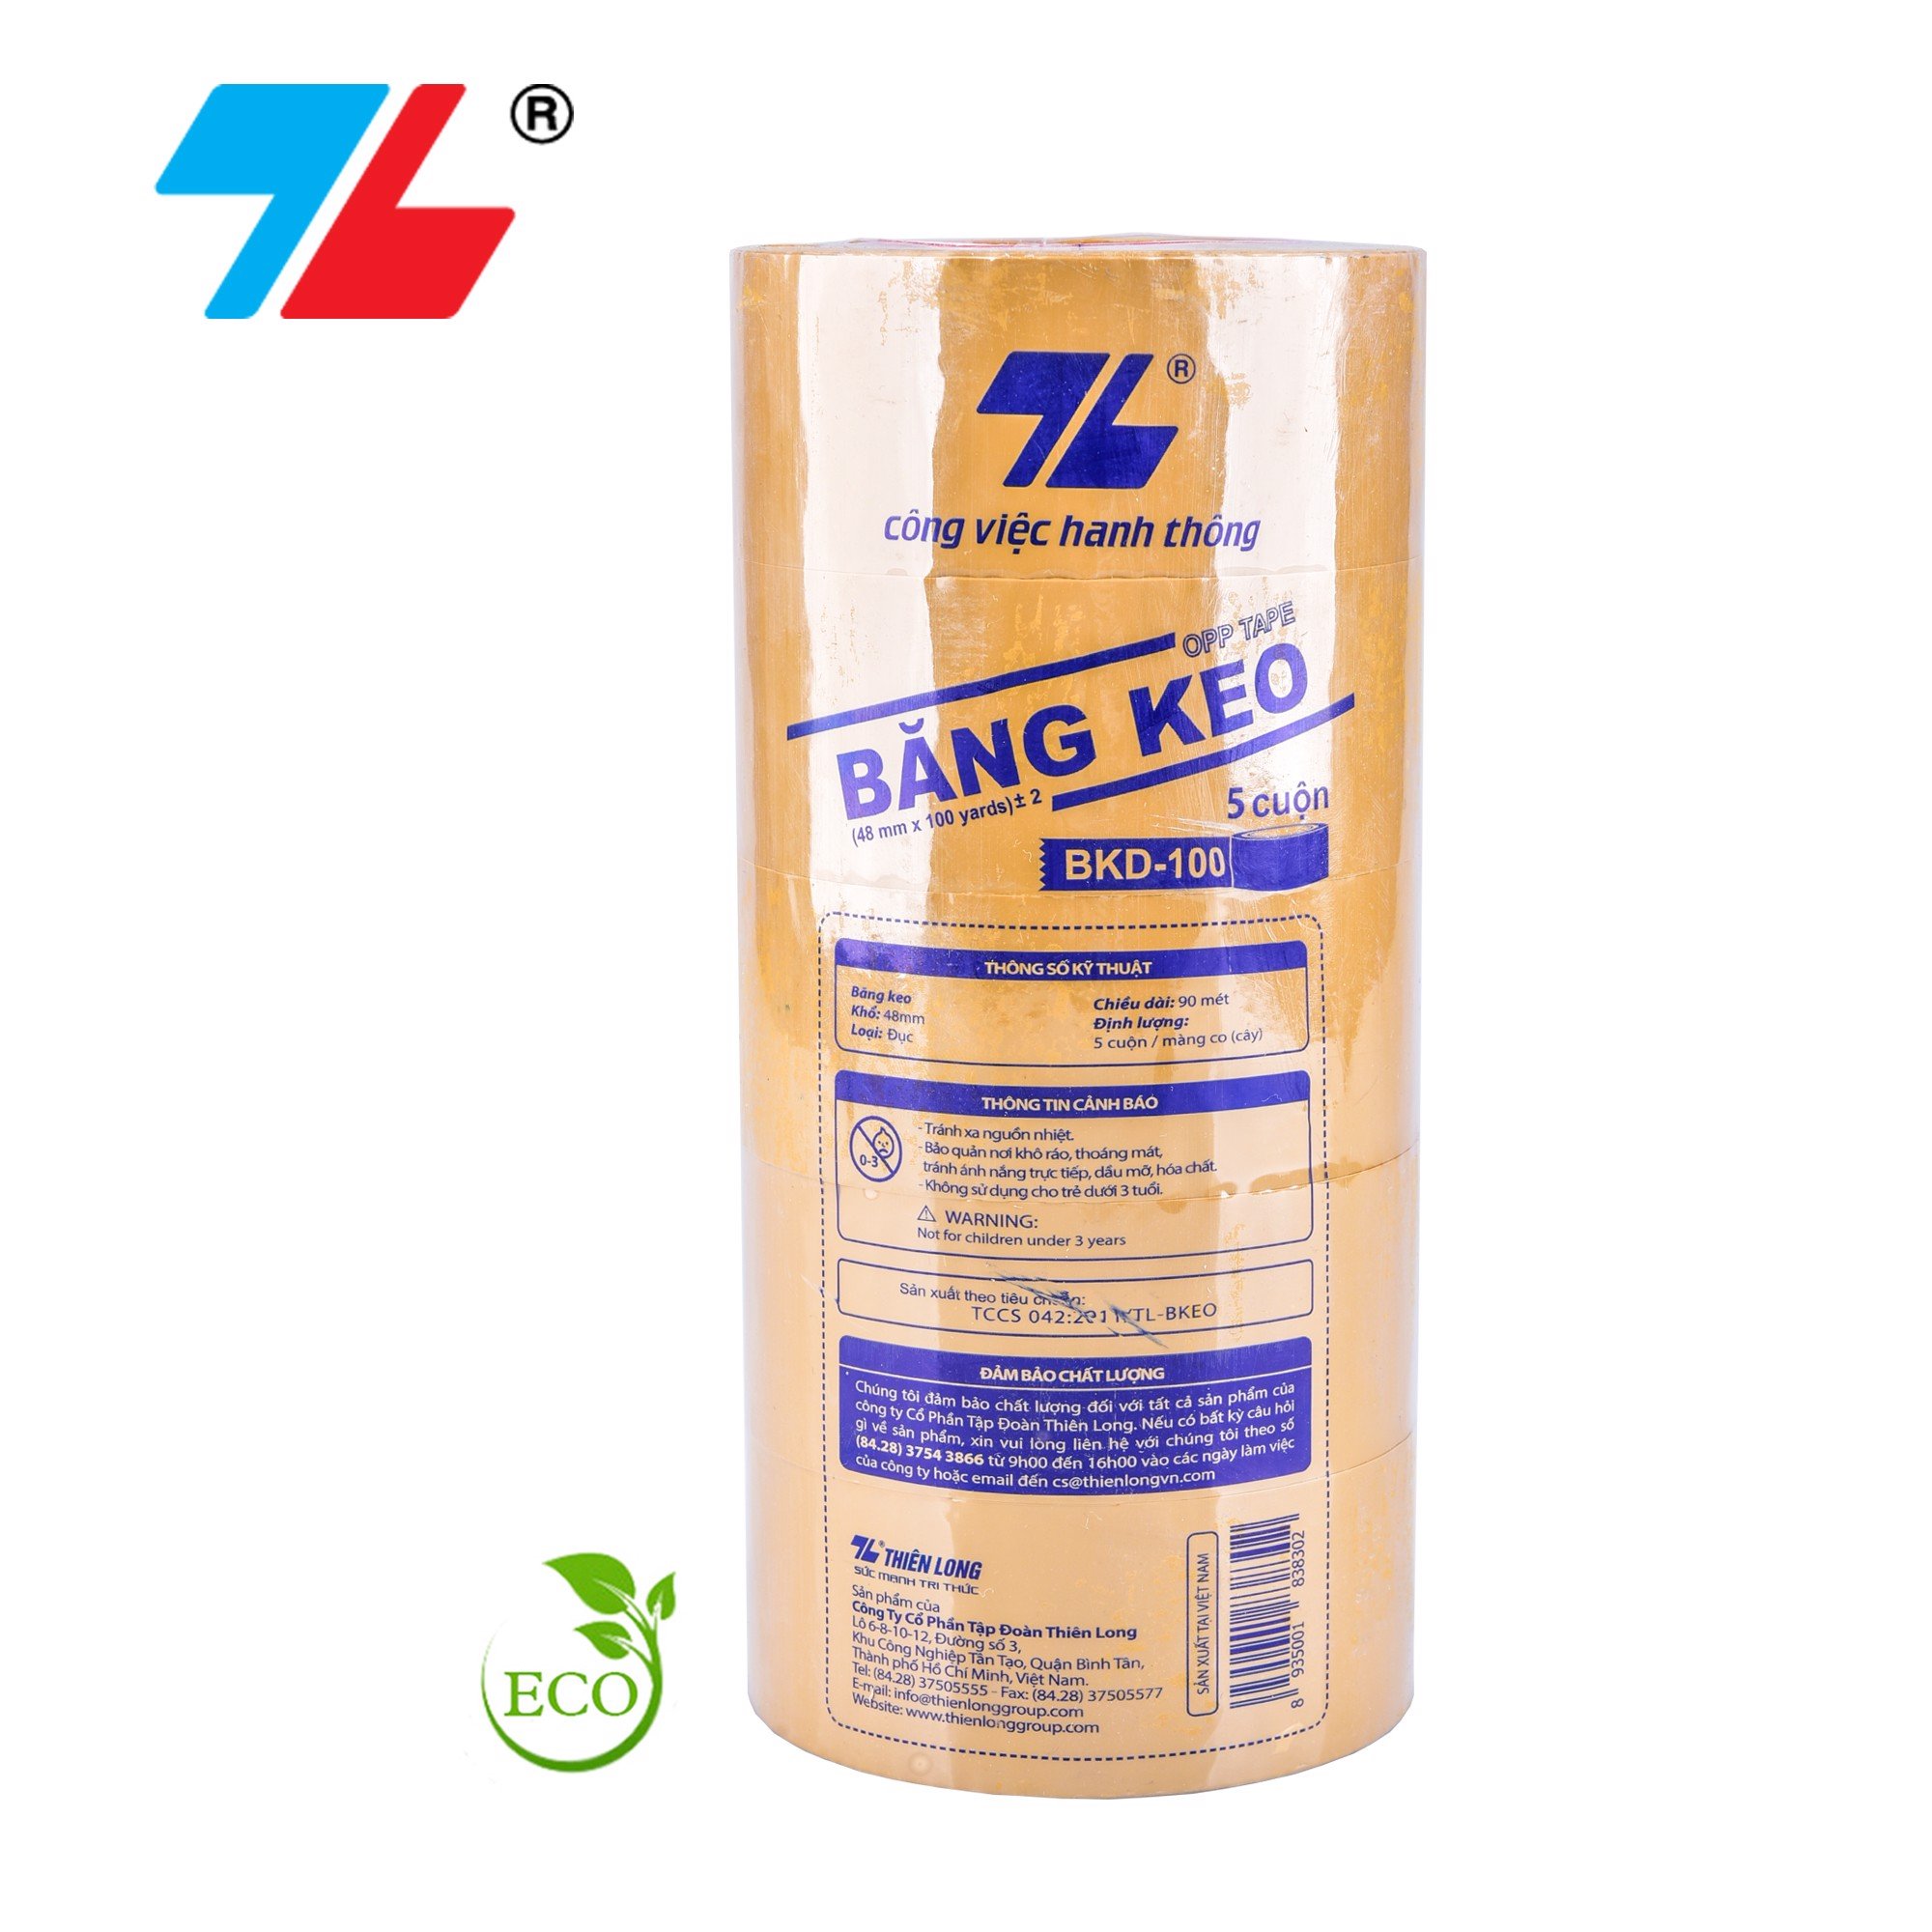 TL ®
TL ®
công việc hanh thông
OPP TAPE
BĂNG KEO
(48 mm x 100 yards) ± 2
5 cuộn
BKD-100
THÔNG SỐ KỸ THUẬT
Băng keo
Khổ: 48mm
Loại: Đục
Chiều dài: 90 mét
Định lượng:
5 cuộn / màng co (cây)
THÔNG TIN CẢNH BÁO
0-3
- Tránh xa nguồn nhiệt.
- Bảo quản nơi khô ráo, thoáng mát,
tránh ánh nắng trực tiếp, dầu mỡ, hóa chất.
- Không sử dụng cho trẻ dưới 3 tuổi.
WARNING:
Not for children under 3 years
Sản xuất theo tiêu chuẩn:
TCCS 042:2011/TL-BKEO
ĐẢM BẢO CHẤT LƯỢNG
Chúng tôi đảm bảo chất lượng đối với tất cả sản phẩm của
công ty Cổ Phần Tập Đoàn Thiên Long. Nếu có bất kỳ câu hỏi
gì về sản phẩm, xin vui lòng liên hệ với chúng tôi theo số
(84.28) 3754 3866 từ 9h00 đến 16h00 vào các ngày làm việc
của công ty hoặc email đến cs@thienlongvn.com
TL® THIÊN LONG
SỨC MẠNH TRI THỨC
Sản phẩm của
Công Ty Cổ Phần Tập Đoàn Thiên Long
Lô 6-8-10-12, Đường số 3,
Khu Công Nghiệp Tân Tạo, Quận Bình Tân,
Thành phố Hồ Chí Minh, Việt Nam.
Tel: (84.28) 37505555 - Fax: (84.28) 37505577
E-mail: info@thienlonggroup.com
Website: www.thienlonggroup.com
SẢN XUẤT TẠI VIỆT NAM
8 935001 838302
ECO